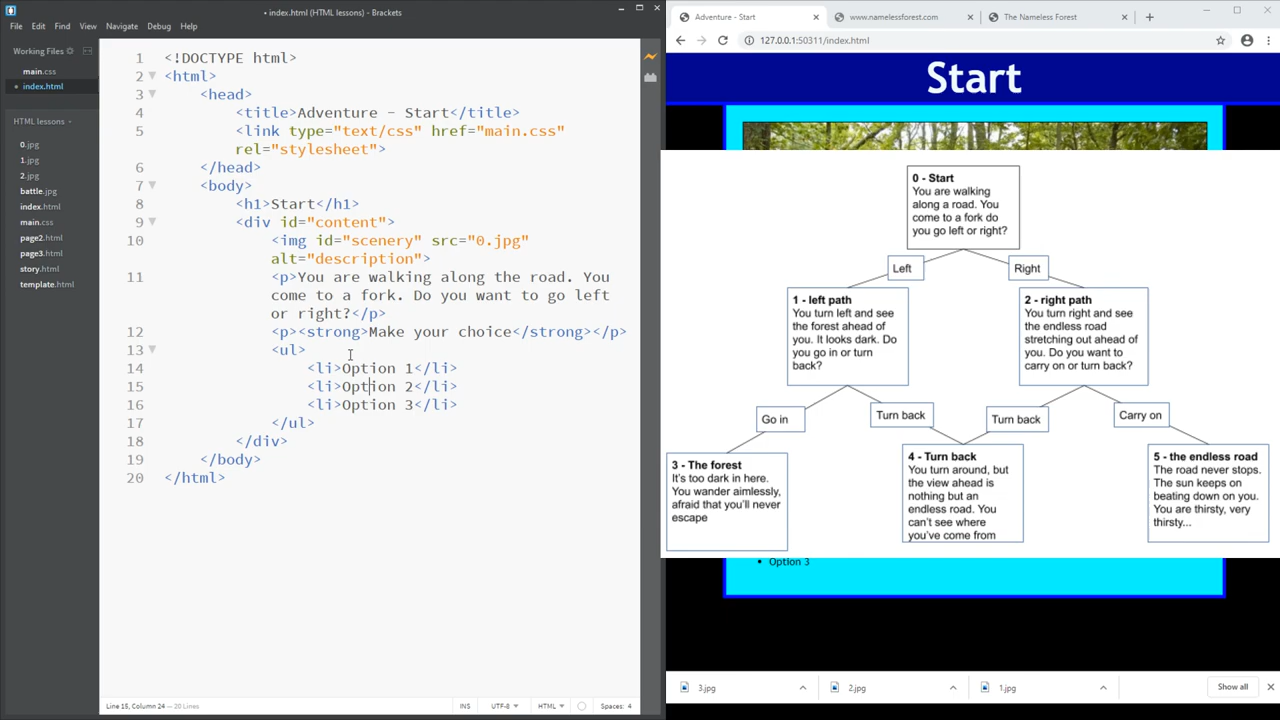 • index.html (HTML lessons) - Brackets
File Edit Find View Navigate Debug Help
Working Files
main.css
• index.html
HTML lessons
0.jpg
1.jpg
2.jpg
battle.jpg
index.html
main.css
page2.html
page3.html
story.html
template.html
1 <!DOCTYPE html>
2 <html>
3 <head>
4 <title>Adventure - Start</title>
5 <link type="text/css" href="main.css"
rel="stylesheet">
6 </head>
7 <body>
8 <h1>Start</h1>
9 <div id="content">
10 <img id="scenery" src="0.jpg"
alt="description">
11 <p>You are walking along the road. You
come to a fork. Do you want to go left
or right?</p>
12 <p><strong>Make your choice</strong></p>
13 <ul>
14 <li>Option 1</li>
15 <li>Option 2</li>
16 <li>Option 3</li>
17 </ul>
18 </div>
19 </body>
20 </html>
Line 15, Column 24 — 20 Lines
INS UTF-8 HTML Spaces: 4
Adventure - Start
www.namelessforest.com
The Nameless Forest
127.0.0.1:50311/index.html
Start
0 - Start
You are walking
along a road. You
come to a fork do
you go left or right?
Left
Right
1 - left path
You turn left and see
the forest ahead of
you. It looks dark. Do
you go in or turn
back?
2 - right path
You turn right and see
the endless road
stretching out ahead of
you. Do you want to
carry on or turn back?
Go in
Turn back
Turn back
Carry on
3 - The forest
It's too dark in here.
You wander aimlessly,
afraid that you'll never
escape
4 - Turn back
You turn around, but
the view ahead is
nothing but an
endless road. You
can't see where
you've come from
5 - the endless road
The road never stops.
The sun keeps on
beating down on you.
You are thirsty, very
thirsty...
• Option 3
3.jpg
2.jpg
1.jpg
Show all